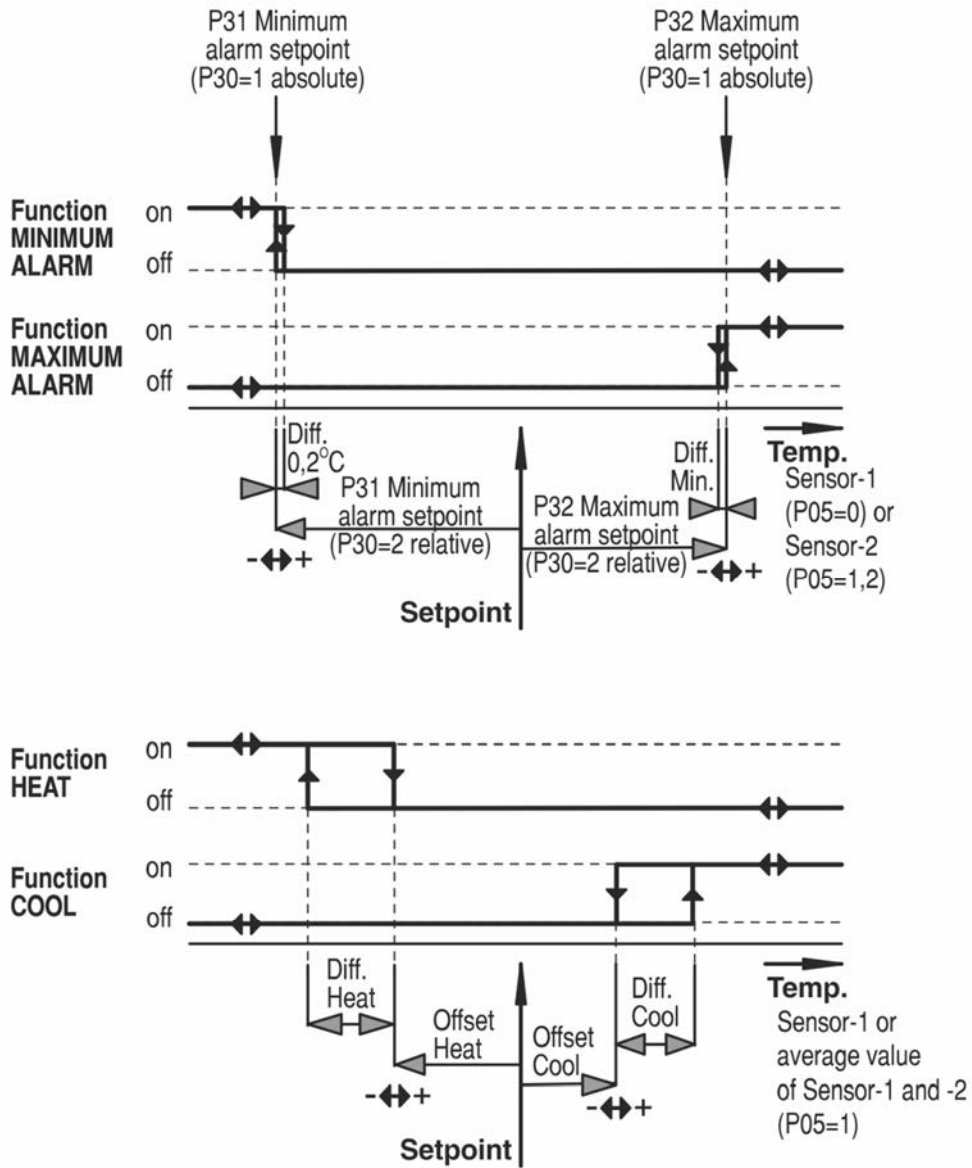 P31 Minimum
alarm setpoint
(P30=1 absolute)
P32 Maximum
alarm setpoint
(P30=1 absolute)
Function
MINIMUM
ALARM
on
off
Function
MAXIMUM
ALARM
on
off
Diff.
0,2°C
P31 Minimum
alarm setpoint
(P30=2 relative)
P32 Maximum
alarm setpoint
(P30=2 relative)
Diff.
Min.
Temp.
Sensor-1
(P05=0) or
Sensor-2
(P05=1,2)
- +
- +
Setpoint
Function
HEAT
on
off
Function
COOL
on
off
Diff.
Heat
Offset
Heat
Offset
Cool
Diff.
Cool
Temp.
Sensor-1 or
average value
of Sensor-1 and -2
(P05=1)
- +
- +
Setpoint